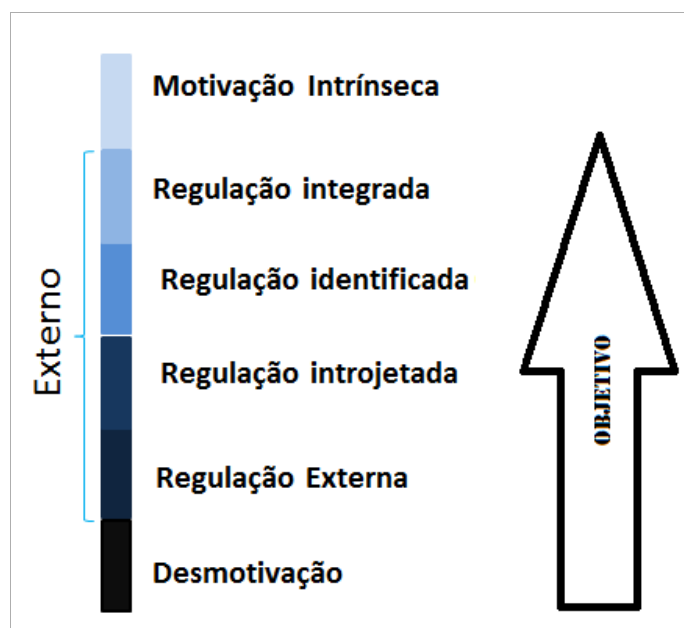 Motivação Intrínseca
Regulação integrada
Regulação identificada
Regulação introjetada
Regulação Externa
Desmotivação
Externo
OBJETIVO